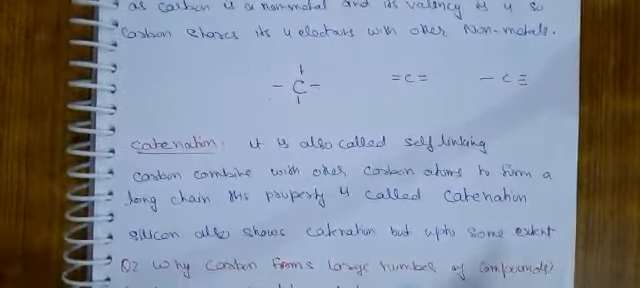 as carbon is a nonmetal and its valency is 4 so
Carbon shares its 4 electrons with other Non-metals.
- C - =C= - C ≡
Catenation: it is also called self linking
carbon combine with other carbon atoms to form a
long chain this property is called Catenation
silicon also shows catenation but upto some extent
Q2 Why Carbon forms large number of compounds?